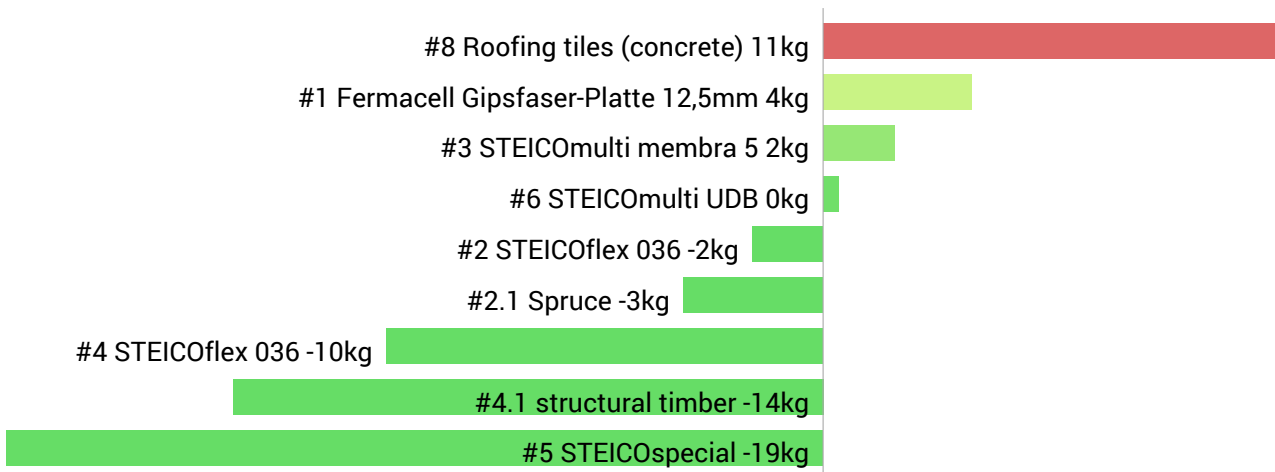 #8 Roofing tiles (concrete) 11kg
#1 Fermacell Gipsfaser-Platte 12,5mm 4kg
#3 STEICOmulti membra 5 2kg
#6 STEICOmulti UDB 0kg
#2 STEICOflex 036 -2kg
#2.1 Spruce -3kg
#4 STEICOflex 036 -10kg
#4.1 structural timber -14kg
#5 STEICOspecial -19kg